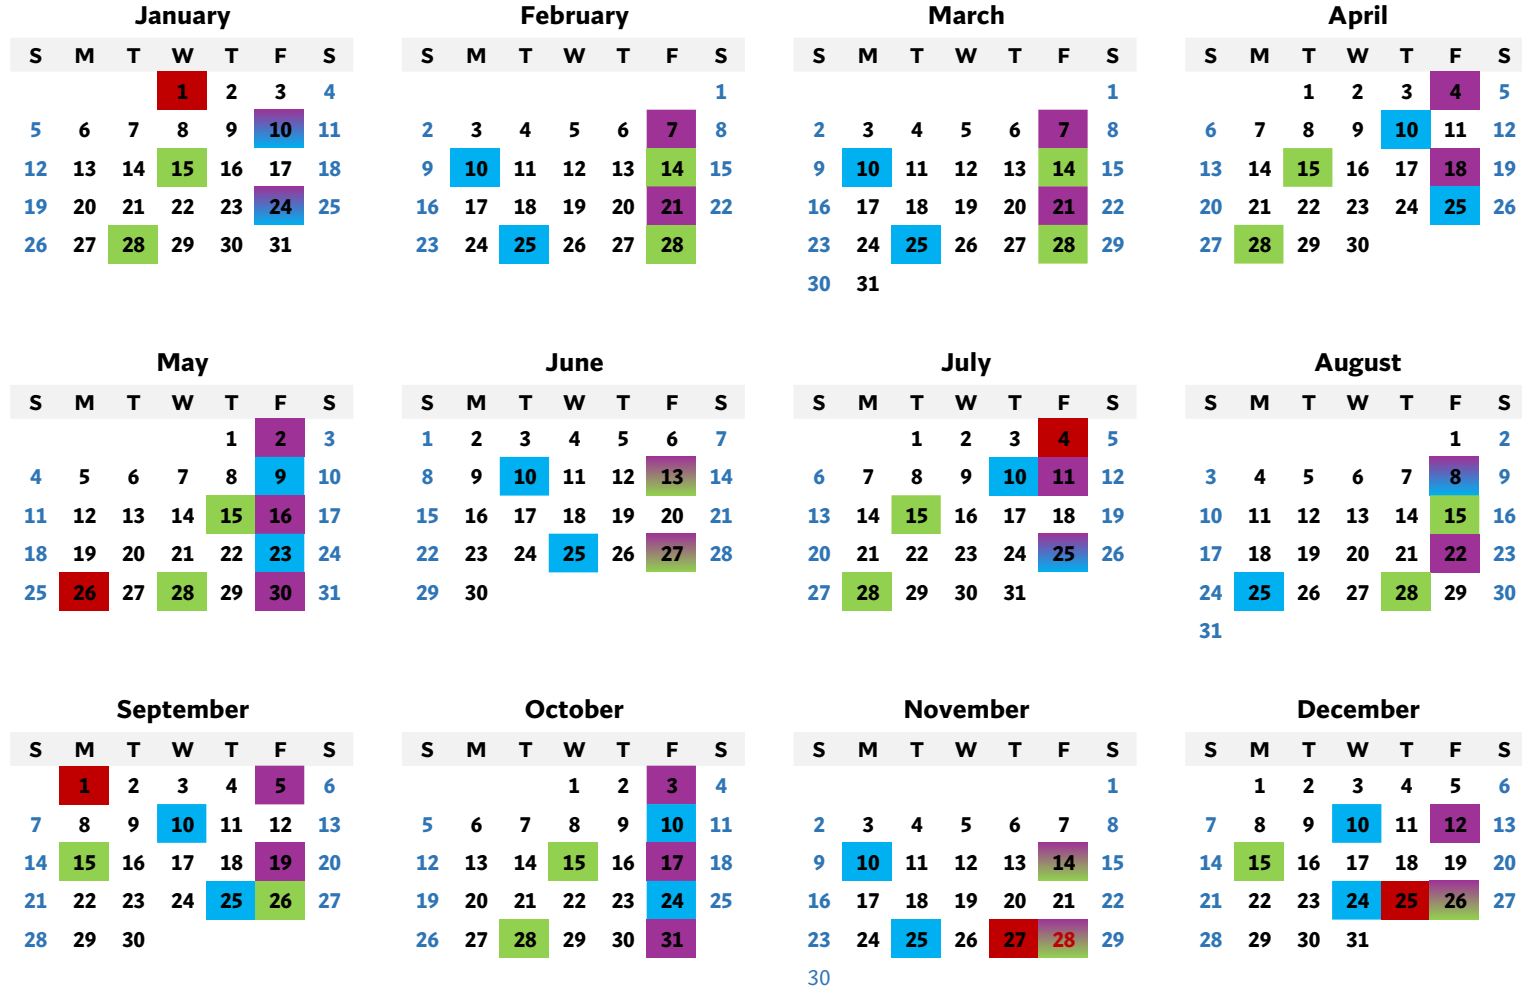 January February March April
S M T W T F S S M T W T F S S M T W T F S S M T W T F S
1 2 3 4 1 1 1 2 3 4 5
5 6 7 8 9 10 11 2 3 4 5 6 7 8 2 3 4 5 6 7 8 6 7 8 9 10 11 12
12 13 14 15 16 17 18 9 10 11 12 13 14 15 9 10 11 12 13 14 15 13 14 15 16 17 18 19
19 20 21 22 23 24 25 16 17 18 19 20 21 22 16 17 18 19 20 21 22 20 21 22 23 24 25 26
26 27 28 29 30 31 23 24 25 26 27 28 23 24 25 26 27 28 29 27 28 29 30
30 31
May June July August
S M T W T F S S M T W T F S S M T W T F S S M T W T F S
1 2 3 1 2 3 4 5 6 7 1 2 3 4 5 1 2
4 5 6 7 8 9 10 8 9 10 11 12 13 14 6 7 8 9 10 11 12 3 4 5 6 7 8 9
11 12 13 14 15 16 17 15 16 17 18 19 20 21 13 14 15 16 17 18 19 10 11 12 13 14 15 16
18 19 20 21 22 23 24 22 23 24 25 26 27 28 20 21 22 23 24 25 26 17 18 19 20 21 22 23
25 26 27 28 29 30 31 29 30 27 28 29 30 31 24 25 26 27 28 29 30
31
September October November December
S M T W T F S S M T W T F S S M T W T F S S M T W T F S
1 2 3 4 5 6 1 2 3 4 1 1 2 3 4 5 6
7 8 9 10 11 12 13 5 6 7 8 9 10 11 2 3 4 5 6 7 8 7 8 9 10 11 12 13
14 15 16 17 18 19 20 12 13 14 15 16 17 18 9 10 11 12 13 14 15 14 15 16 17 18 19 20
21 22 23 24 25 26 27 19 20 21 22 23 24 25 16 17 18 19 20 21 22 21 22 23 24 25 26 27
28 29 30 26 27 28 29 30 31 23 24 25 26 27 28 29 28 29 30 31
30